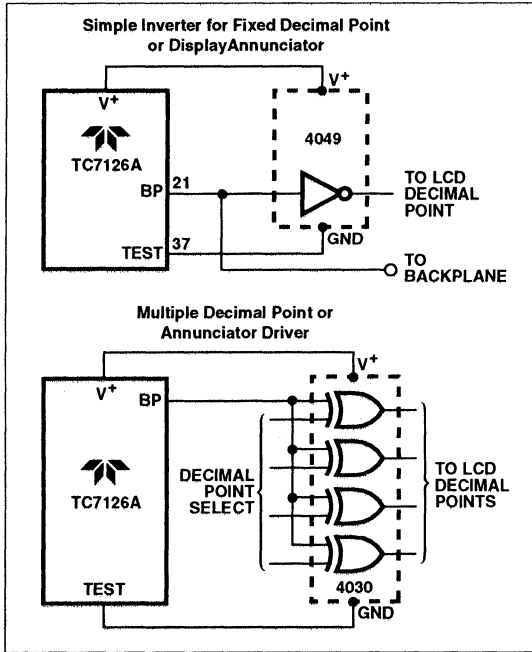 Simple Inverter for Fixed Decimal Point
or DisplayAnnunciator
V+
TC7126A
BP
21
TEST
37
V+
4049
GND
TO LCD
DECIMAL
POINT
TO
BACKPLANE
Multiple Decimal Point or
Annunciator Driver
V+
BP
TC7126A
TEST
DECIMAL
POINT
SELECT
V+
4030
GND
TO LCD
DECIMAL
POINTS